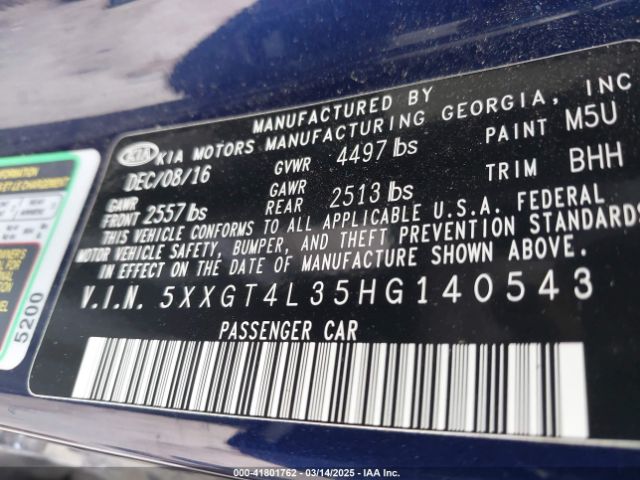 MANUFACTURED BY
KIA KIA MOTORS MANUFACTURING GEORGIA, INC
DEC/08/16 GVWR 4497 lbs PAINT M5U
GAWR FRONT 2557 lbs GAWR REAR 2513 lbs TRIM BHH
THIS VEHICLE CONFORMS TO ALL APPLICABLE U.S.A. FEDERAL
MOTOR VEHICLE SAFETY, BUMPER, AND THEFT PREVENTION STANDARDS
IN EFFECT ON THE DATE OF MANUFACTURE SHOWN ABOVE.
V.I.N. 5XXGT4L35HG140543
PASSENGER CAR
5200
000-41801762 03/14/2025 IAA Inc.